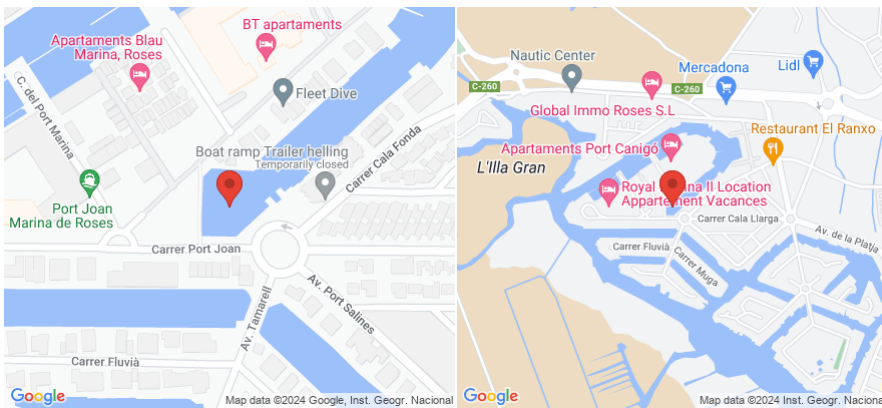 BT apartaments
Apartaments Blau
Marina, Roses
Fleet Dive
C. del Port Marina
Boat ramp Trailer helling
Temporarily closed
Carrer Cala Fonda
Port Joan
Marina de Roses
Carrer Port Joan
Av. Port Salines
Av. Tamarell
Carrer Fluvià
Google
Map data ©2024 Google, Inst. Geogr. Nacional
Nautic Center
Mercadona
Lidl
C-260
C-260
Global Immo Roses S.L
Restaurant El Ranxo
Apartaments Port Canigó
L'Illa Gran
Royal
II Location
Appartement Vacances
Carrer Cala Llarga
Av. de la Platja
Carrer Fluvià
Carrer Muga
Google
Map data ©2024 Inst. Geogr. Nacional